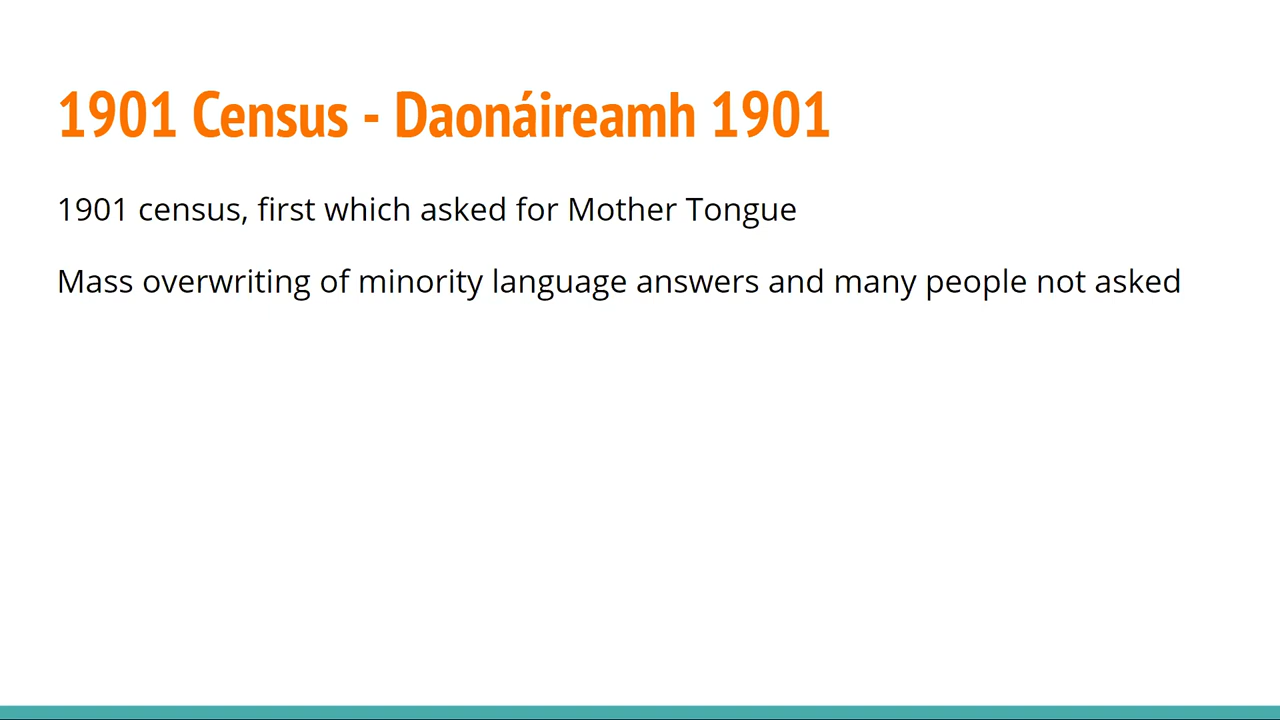 1901 Census - Daonáireamh 1901
1901 census, first which asked for Mother Tongue
Mass overwriting of minority language answers and many people not asked